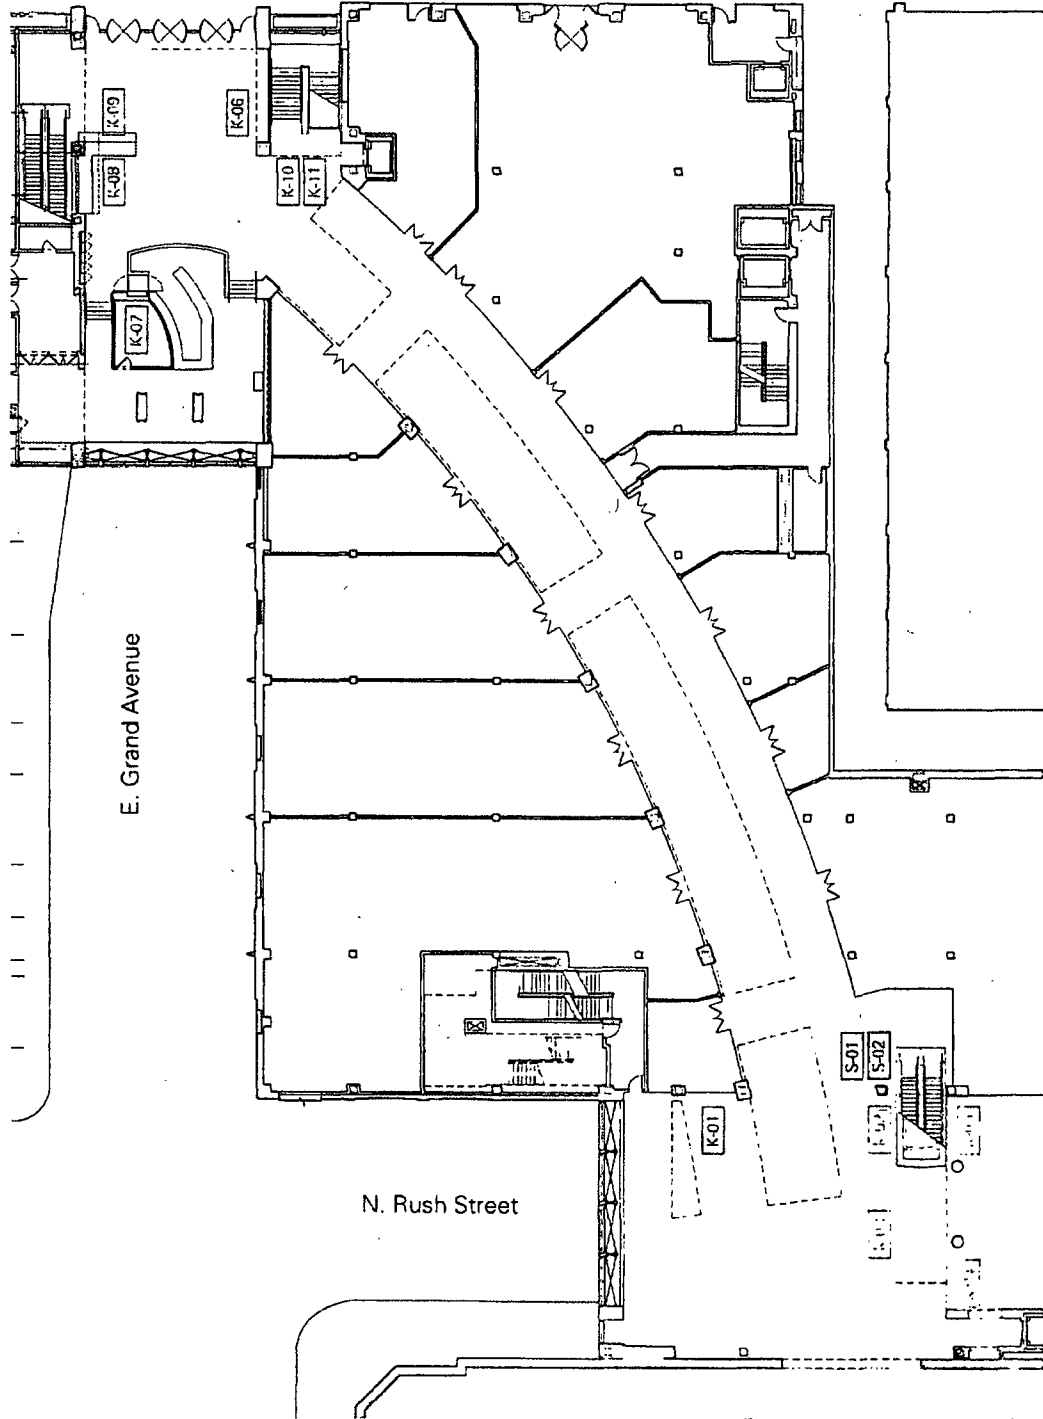 K-09
K-08
K-06
K-10
K-11
K-07
E. Grand Avenue
S-01
S-02
K-01
N. Rush Street